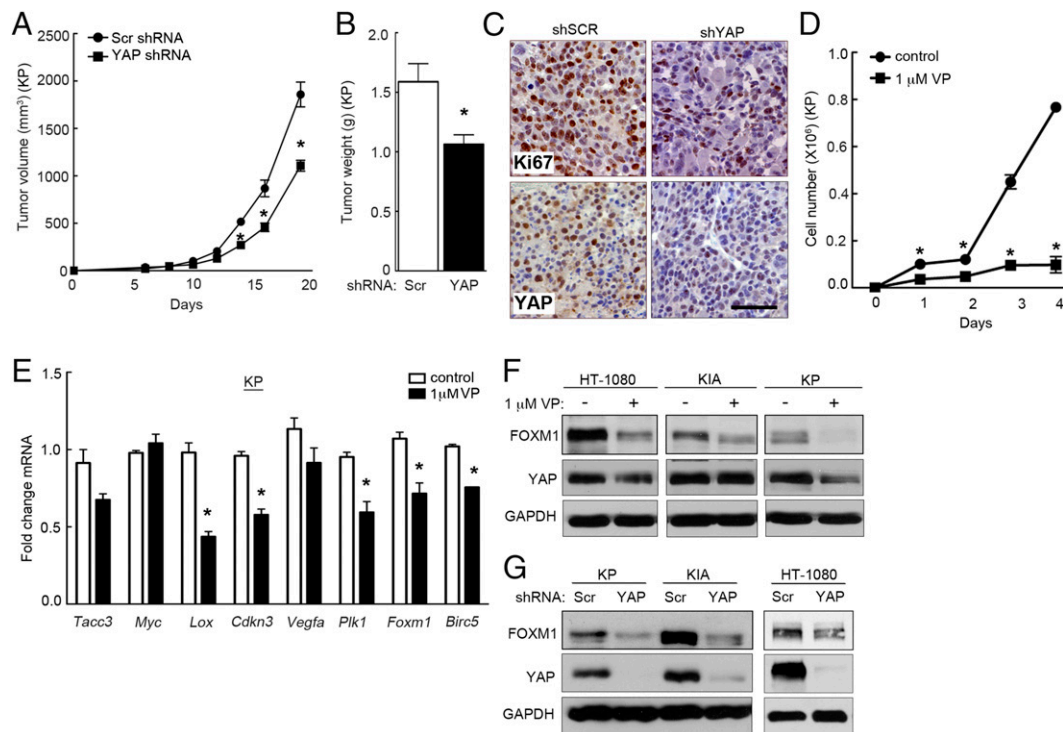 A
Scr shRNA
YAP shRNA
Tumor volume (mm³) (KP)
2500
2000
1500
1000
500
0
0
5
10
15
20
Days
*
*
*
B
Tumor weight (g) (KP)
2.0
1.5
1.0
0.5
0
*
shRNA: Scr YAP
C
shSCR
shYAP
Ki67
YAP
D
control
1 µM VP
Cell number (X10⁶) (KP)
1.0
0.8
0.6
0.4
0.2
0.0
* * * *
0 1 2 3 4
Days
E
KP
control
1µM VP
Fold change mRNA
1.5
1.0
0.5
0.0
* * * * *
Tacc3 Myc Lox Cdkn3 Vegfa Plk1 Foxm1 Birc5
F
HT-1080 KIA KP
1 µM VP: - + - + - +
FOXM1
YAP
GAPDH
G
KP KIA HT-1080
shRNA: Scr YAP Scr YAP Scr YAP
FOXM1
YAP
GAPDH